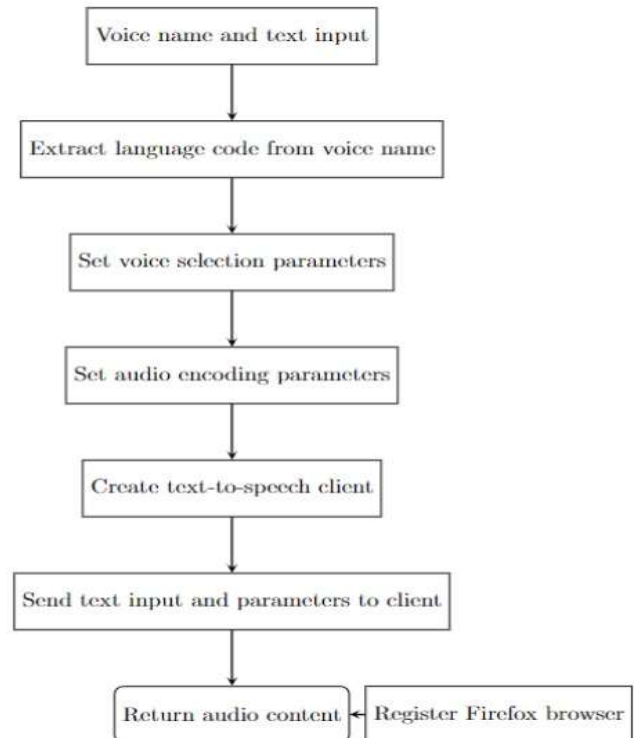 Voice name and text input
Extract language code from voice name
Set voice selection parameters
Set audio encoding parameters
Create text-to-speech client
Send text input and parameters to client
Return audio content
Register Firefox browser